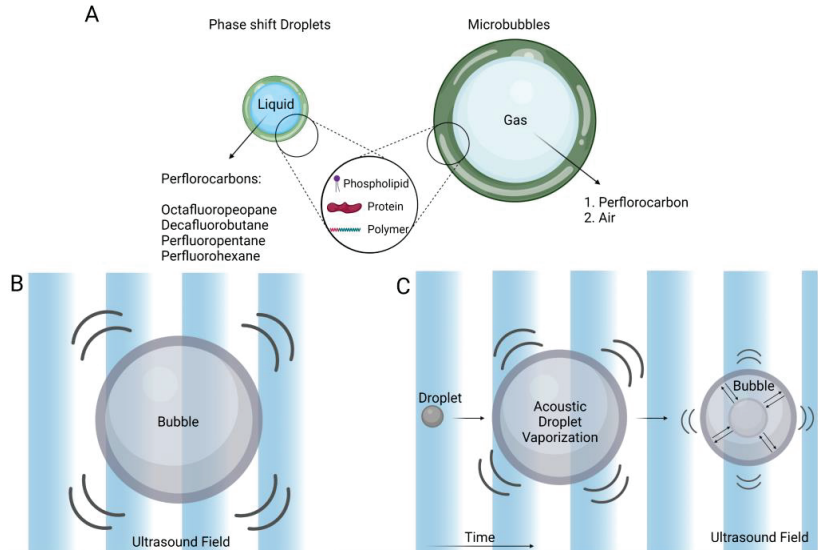 A
Phase shift Droplets
Microbubbles
Liquid
Gas
Perflorocarbons:
Octafluoropeopane
Decafluorobutane
Perfluoropentane
Perfluorohexane
Phospholipid
Protein
Polymer
1. Perflorocarbon
2. Air
B
Bubble
Ultrasound Field
C
Droplet
Acoustic
Droplet
Vaporization
Bubble
Time
Ultrasound Field